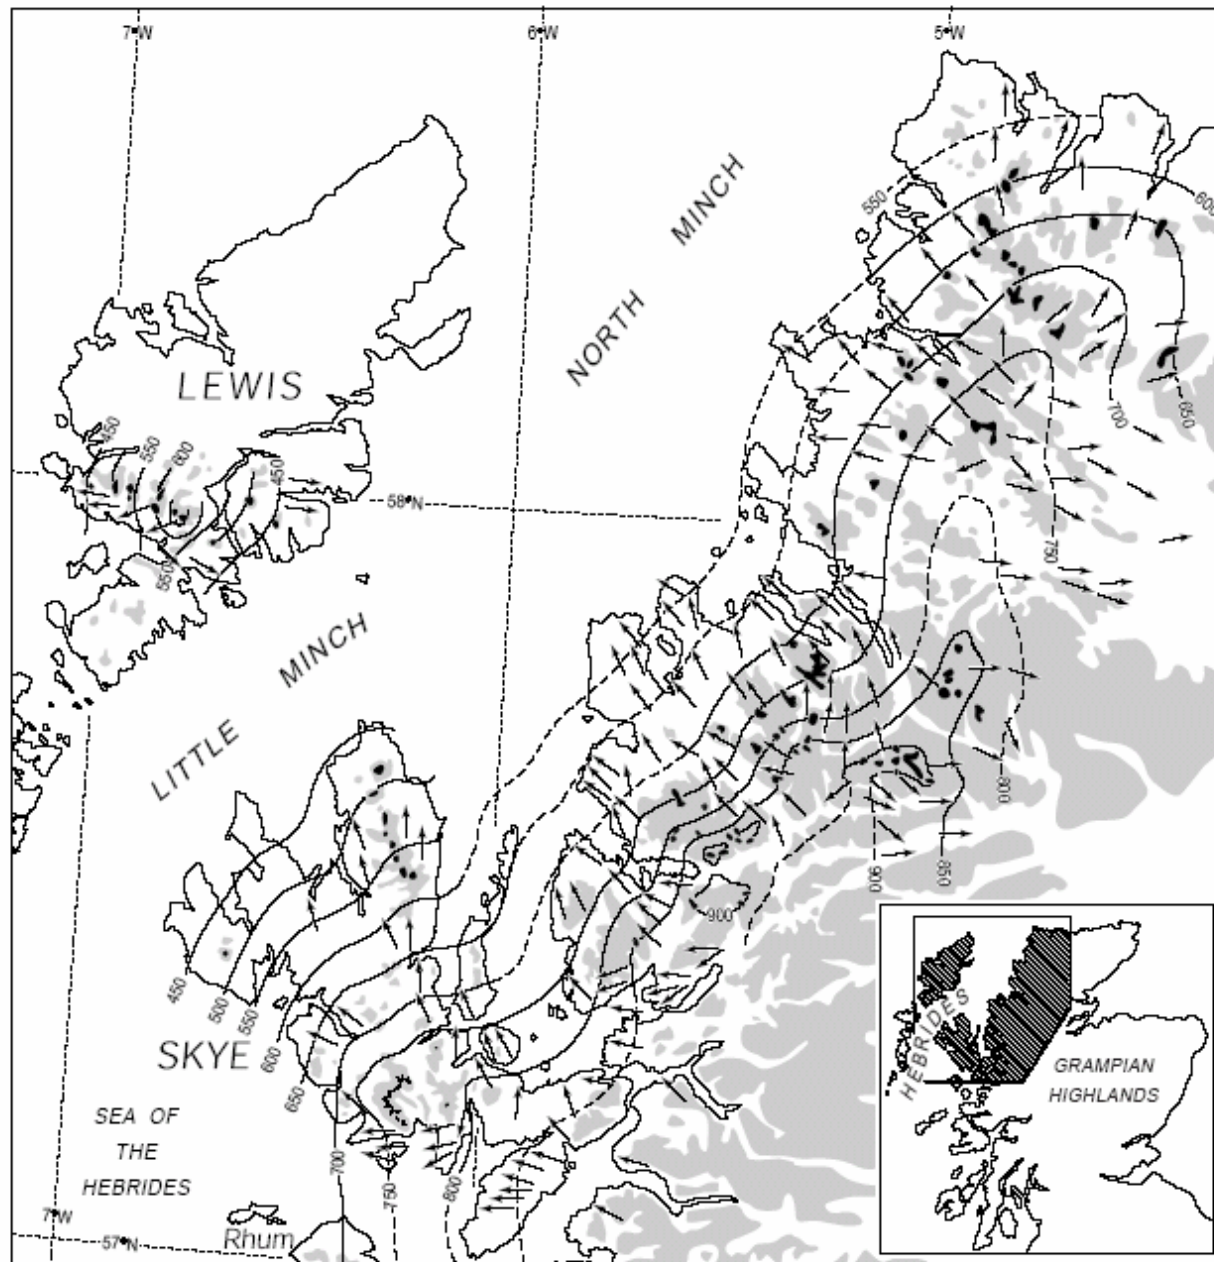 7°W
6°W
5°W
NORTH MINCH
550
600
LEWIS
450
550
600
450
550
58°N
700
650
750
LITTLE MINCH
800
900
850
900
450
500
550
600
650
SKYE
700
750
800
SEA OF
THE
HEBRIDES
7°W
57°N
Rhum
HEBRIDES
GRAMPIAN
HIGHLANDS